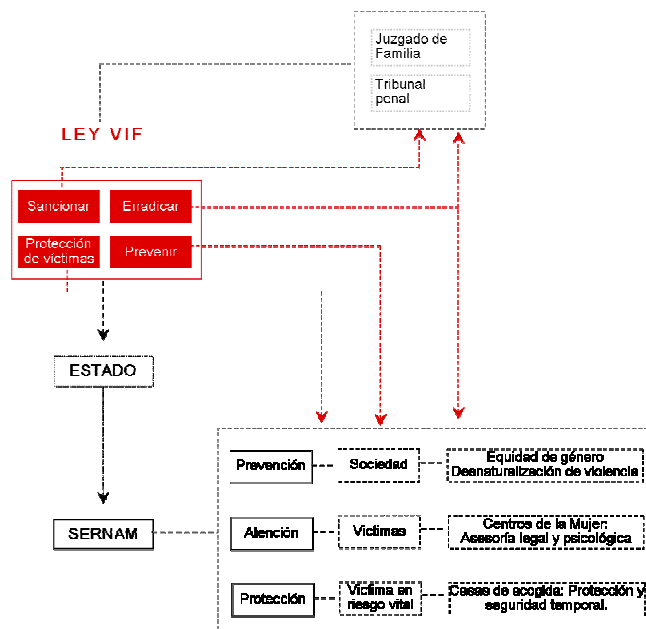 Juzgado de
Familia
Tribunal
penal
LEY VIF
Sancionar
Erradicar
Protección
de víctimas
Prevenir
ESTADO
Prevención
Sociedad
Equidad de género
Desnaturalización de violencia
SERNAM
Atención
Víctimas
Centros de la Mujer:
Asesoría legal y psicológica
Protección
Víctima en
riesgo vital
Casas de acogida: Protección y
seguridad temporal.